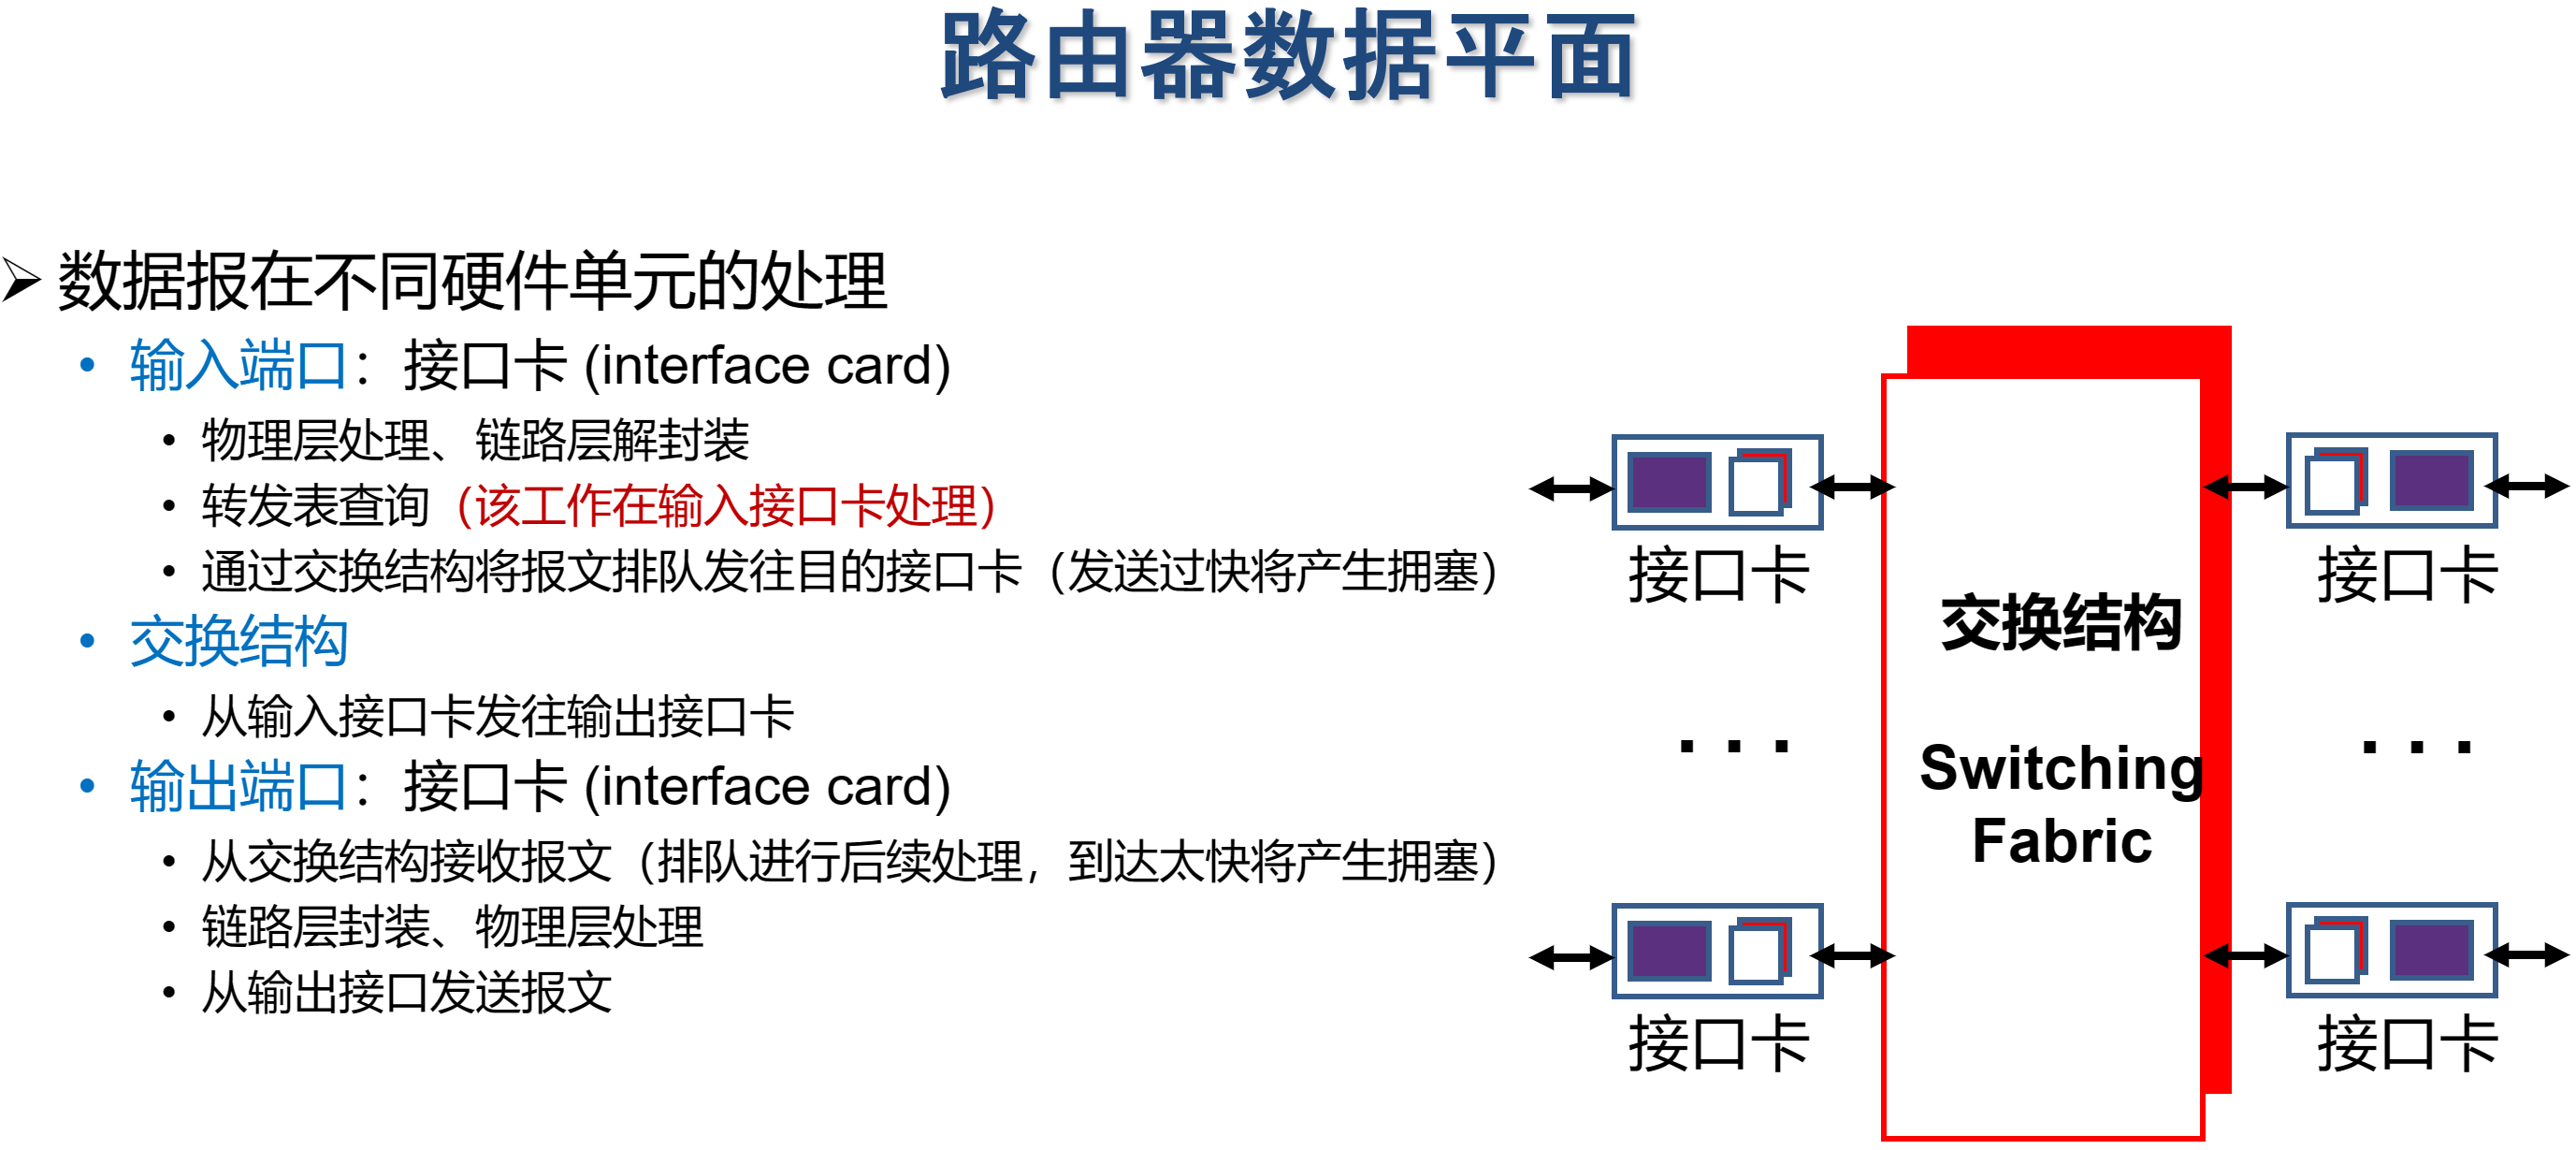 路由器数据平面
数据报在不同硬件单元的处理
输入端口：接口卡 (interface card)
物理层处理、链路层解封装
转发表查询（该工作在输入接口卡处理）
通过交换结构将报文排队发往目的接口卡（发送过快将产生拥塞）
交换结构
从输入接口卡发往输出接口卡
输出端口：接口卡 (interface card)
从交换结构接收报文（排队进行后续处理，到达太快将产生拥塞）
链路层封装、物理层处理
从输出接口发送报文
接口卡
接口卡
交换结构
Switching
Fabric
. . .
. . .
接口卡
接口卡